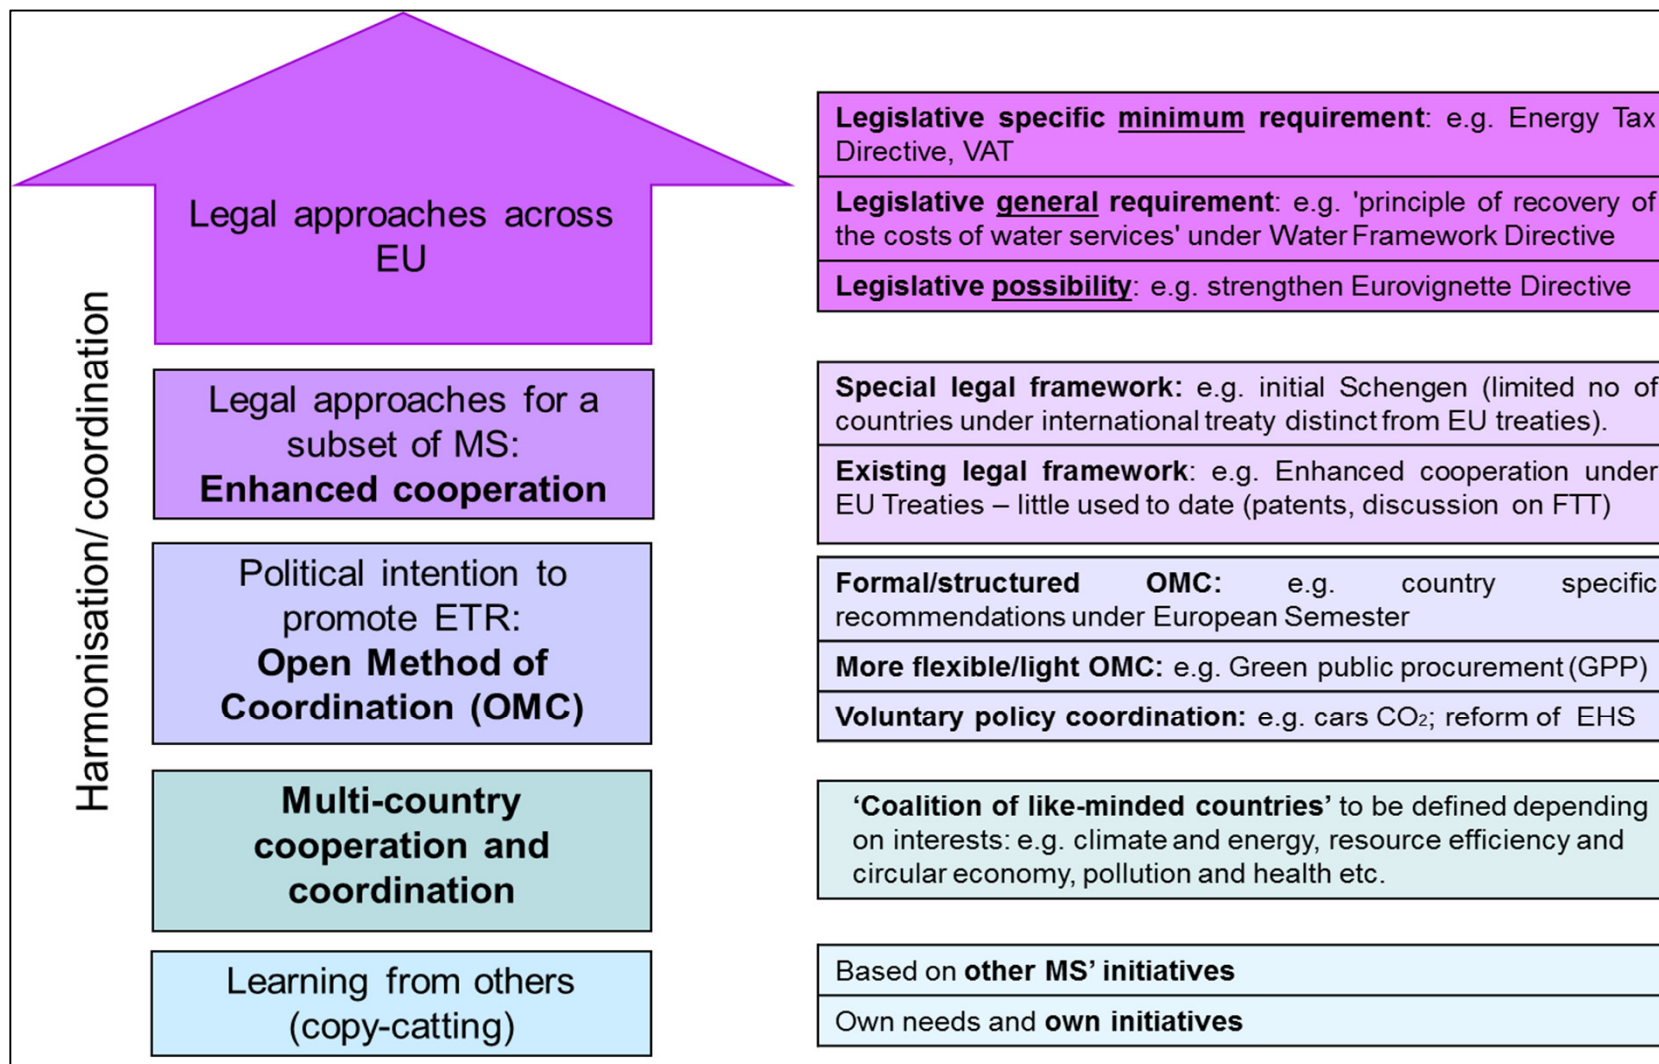 Harmonisation/ coordination
Legal approaches across
EU
Legislative specific minimum requirement: e.g. Energy Tax
Directive, VAT
Legislative general requirement: e.g. 'principle of recovery of
the costs of water services' under Water Framework Directive
Legislative possibility: e.g. strengthen Eurovignette Directive
Legal approaches for a
subset of MS:
Enhanced cooperation
Special legal framework: e.g. initial Schengen (limited no of
countries under international treaty distinct from EU treaties).
Existing legal framework: e.g. Enhanced cooperation under
EU Treaties – little used to date (patents, discussion on FTT)
Political intention to
promote ETR:
Open Method of
Coordination (OMC)
Formal/structured OMC: e.g. country specific
recommendations under European Semester
More flexible/light OMC: e.g. Green public procurement (GPP)
Voluntary policy coordination: e.g. cars CO₂; reform of EHS
Multi-country
cooperation and
coordination
‘Coalition of like-minded countries’ to be defined depending
on interests: e.g. climate and energy, resource efficiency and
circular economy, pollution and health etc.
Learning from others
(copy-catting)
Based on other MS’ initiatives
Own needs and own initiatives